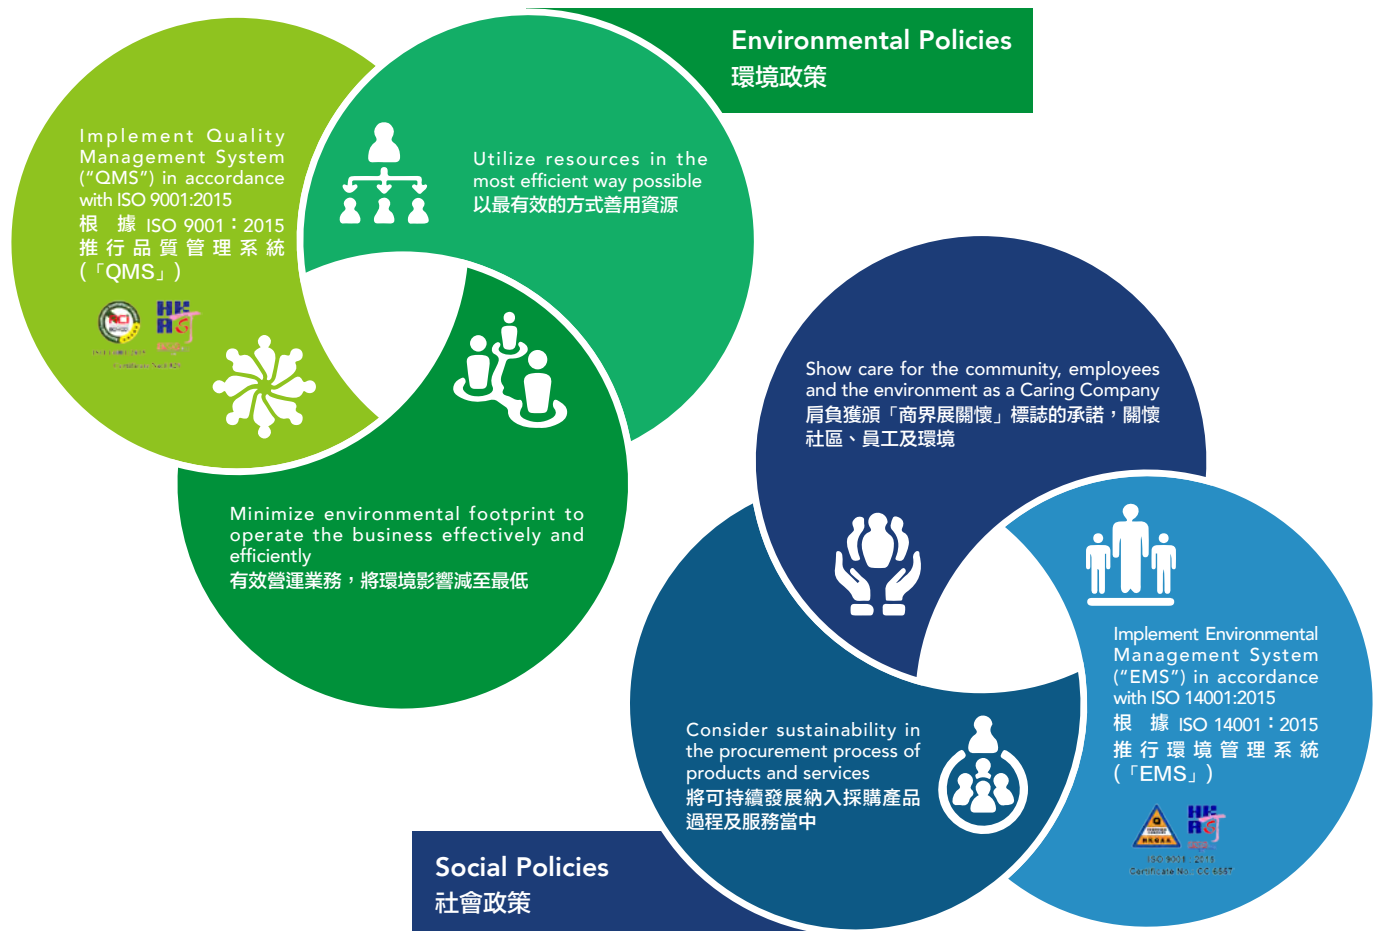 Environmental Policies
環境政策
Implement Quality
Management System
(“QMS”) in accordance
with ISO 9001:2015
根據 ISO 9001：2015
推行品質管理系統
(「QMS」)
Utilize resources in the
most efficient way possible
以最有效的方式善用資源
Minimize environmental footprint to
operate the business effectively and
efficiently
有效營運業務，將環境影響減至最低
Show care for the community, employees
and the environment as a Caring Company
肩負獲頒「商界展關懷」標誌的承諾，關懷
社區、員工及環境
Implement Environmental
Management System
(“EMS”) in accordance
with ISO 14001:2015
根據 ISO 14001：2015
推行環境管理系統
(「EMS」)
ISO 9001 : 2015
Certificate No.: CC 6567
Consider sustainability in
the procurement process of
products and services
將可持續發展納入採購產品
過程及服務當中
Social Policies
社會政策